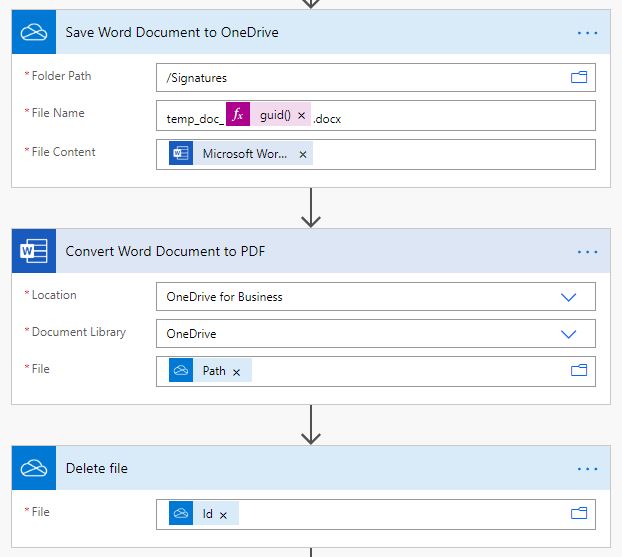 Save Word Document to OneDrive
* Folder Path /Signatures
* File Name temp_doc_ fx guid() × .docx
* File Content Microsoft Wor... ×
Convert Word Document to PDF
* Location OneDrive for Business
* Document Library OneDrive
* File Path ×
Delete file
* File Id ×